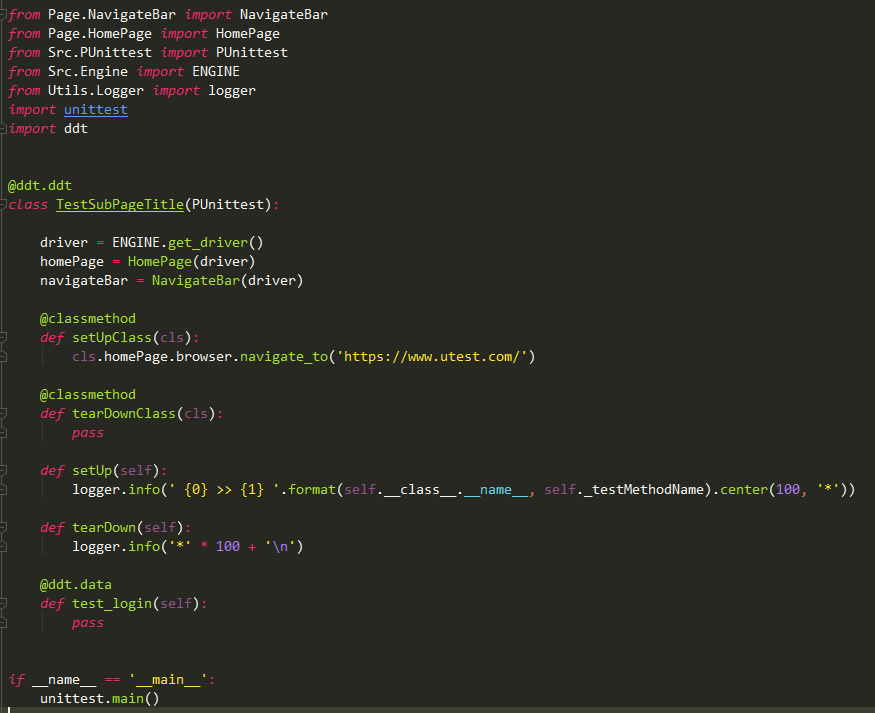 from Page.NavigateBar import NavigateBar
from Page.HomePage import HomePage
from Src.PUnittest import PUnittest
from Src.Engine import ENGINE
from Utils.Logger import logger
import unittest
import ddt


@ddt.ddt
class TestSubPageTitle(PUnittest):

    driver = ENGINE.get_driver()
    homePage = HomePage(driver)
    navigateBar = NavigateBar(driver)

    @classmethod
    def setUpClass(cls):
        cls.homePage.browser.navigate_to('https://www.utest.com/')

    @classmethod
    def tearDownClass(cls):
        pass

    def setUp(self):
        logger.info(' {0} >> {1} '.format(self.__class__.__name__, self._testMethodName).center(100, '*'))

    def tearDown(self):
        logger.info('*' * 100 + '\n')

    @ddt.data
    def test_login(self):
        pass


if __name__ == '__main__':
    unittest.main()